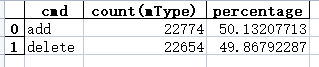 cmd count(mType) percentage
0 add 22774 50.13207713
1 delete 22654 49.86792287